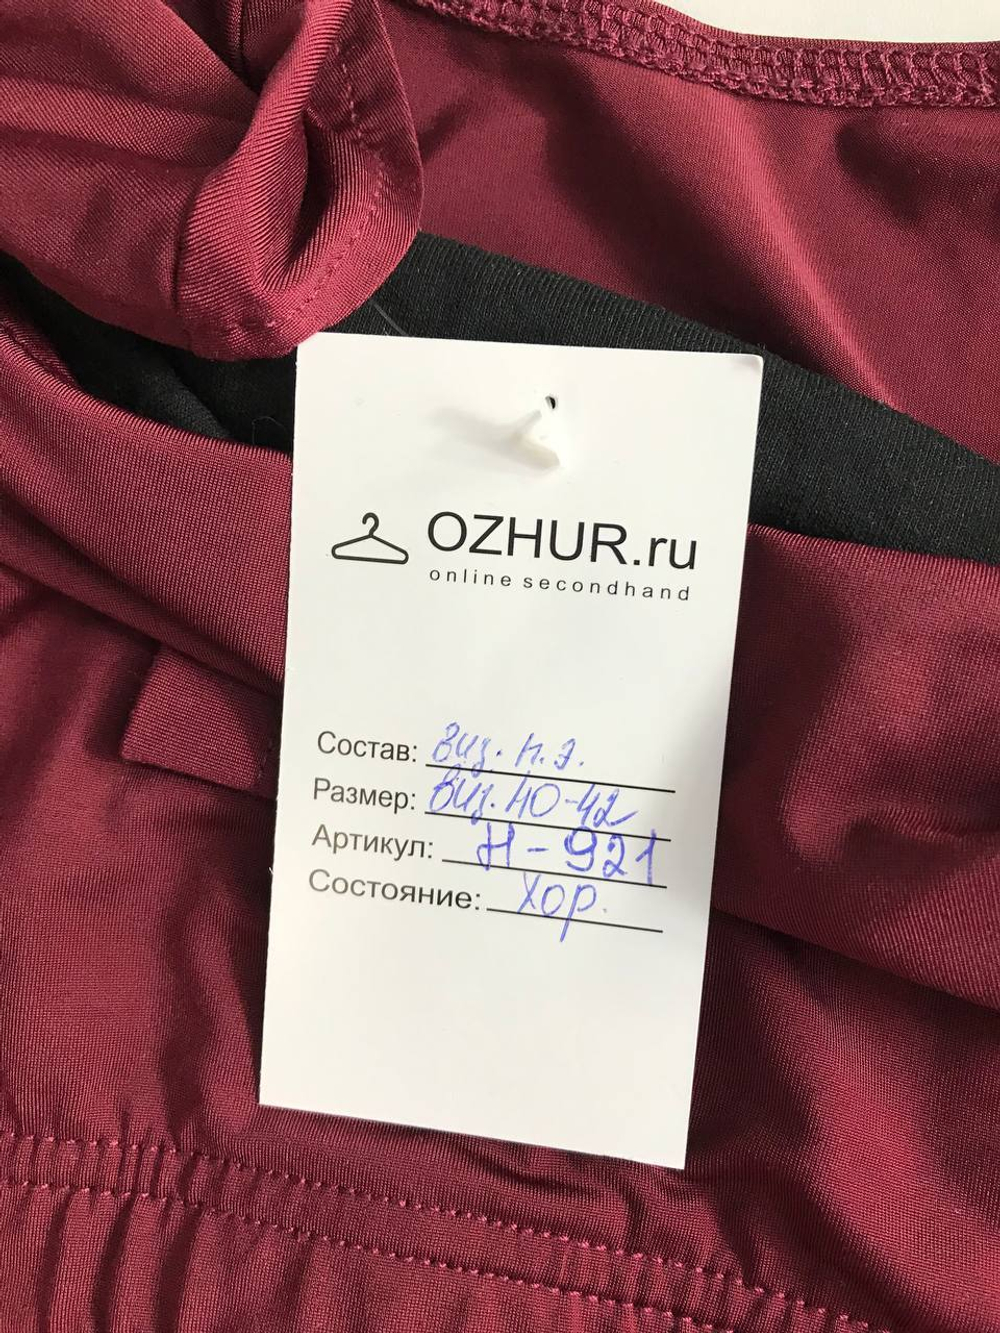 OZHUR.ru
online secondhand
Состав: виз. п.э.
Размер: виз. 40-42
Артикул: Н-921
Состояние: хор.